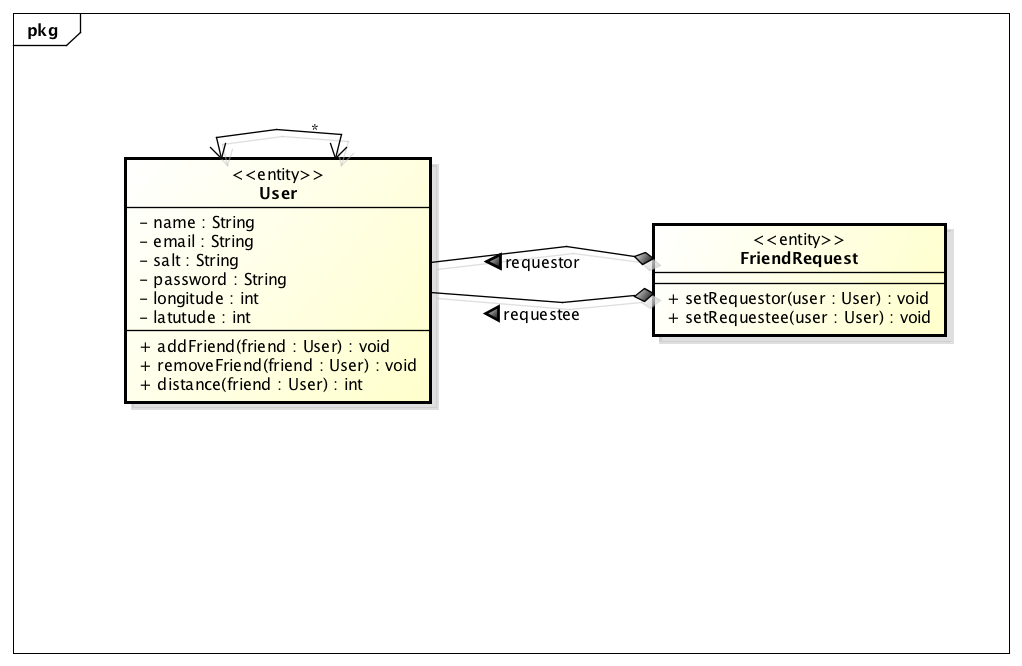 pkg
*
<<entity>>
User
- name : String
- email : String
- salt : String
- password : String
- longitude : int
- latutude : int
+ addFriend(friend : User) : void
+ removeFriend(friend : User) : void
+ distance(friend : User) : int
requestor
requestee
<<entity>>
FriendRequest
+ setRequestor(user : User) : void
+ setRequestee(user : User) : void